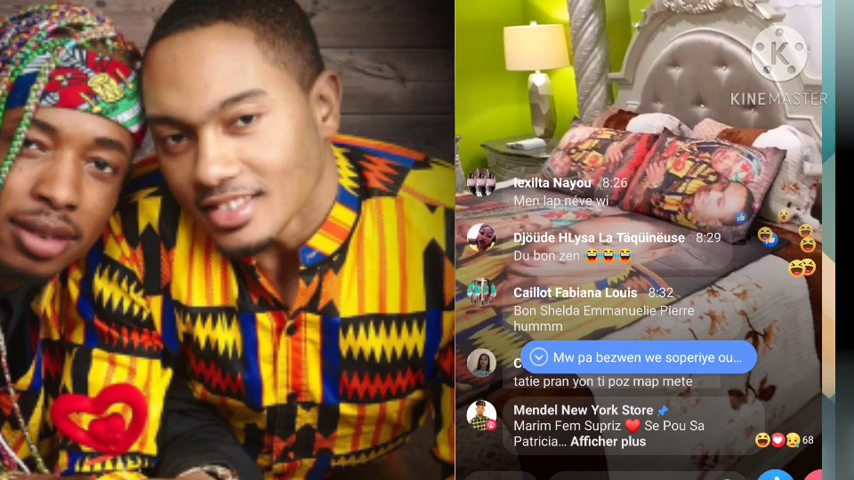 KINEMASTER
lexilta Nayou 8:26
Men lap néve wi
Djöüde HLysa La Täqüinëuse 8:29
Du bon zen 😂😂😂
Caillot Fabiana Louis 8:32
Bon Shelda Emmanuelie Pierre
hummm
Mw pa bezwen we soperiye ou...
C
tatie pran yon ti poz map mete
Mendel New York Store 📌
Marim Fem Supriz ❤️ Se Pou Sa
Patricia... Afficher plus
68